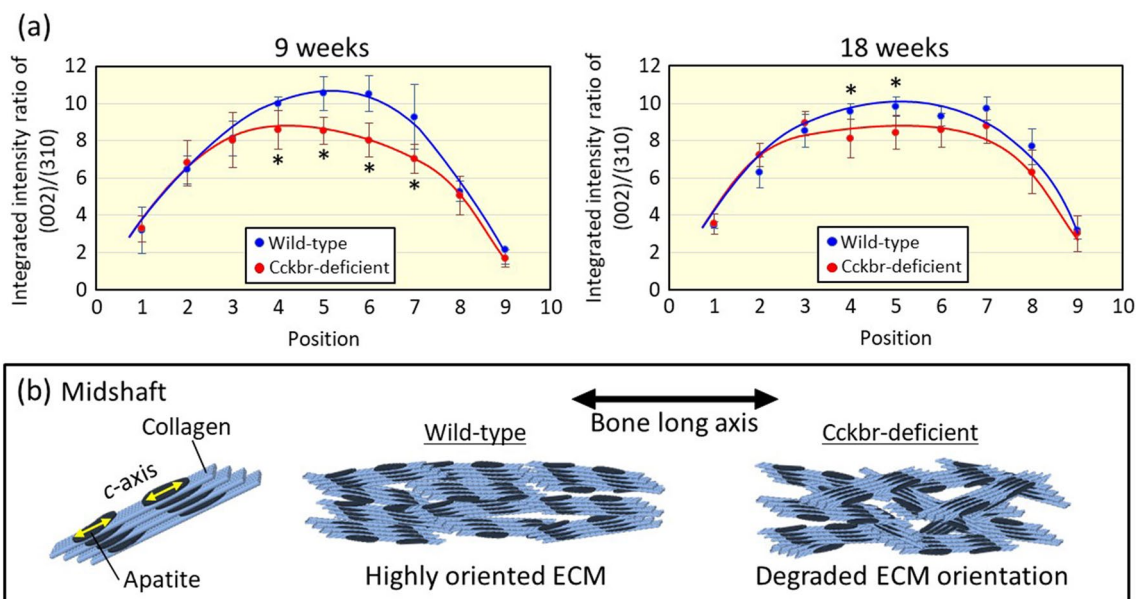 (a)
9 weeks
Integrated intensity ratio of
(002)/(310)
12
10
8
6
4
2
0
* * * *
Wild-type
Cckbr-deficient
0 1 2 3 4 5 6 7 8 9 10
Position
18 weeks
Integrated intensity ratio of
(002)/(310)
12
10
8
6
4
2
0
* *
Wild-type
Cckbr-deficient
0 1 2 3 4 5 6 7 8 9 10
Position
(b) Midshaft
Collagen
c-axis
Apatite
Bone long axis
Wild-type
Highly oriented ECM
Cckbr-deficient
Degraded ECM orientation